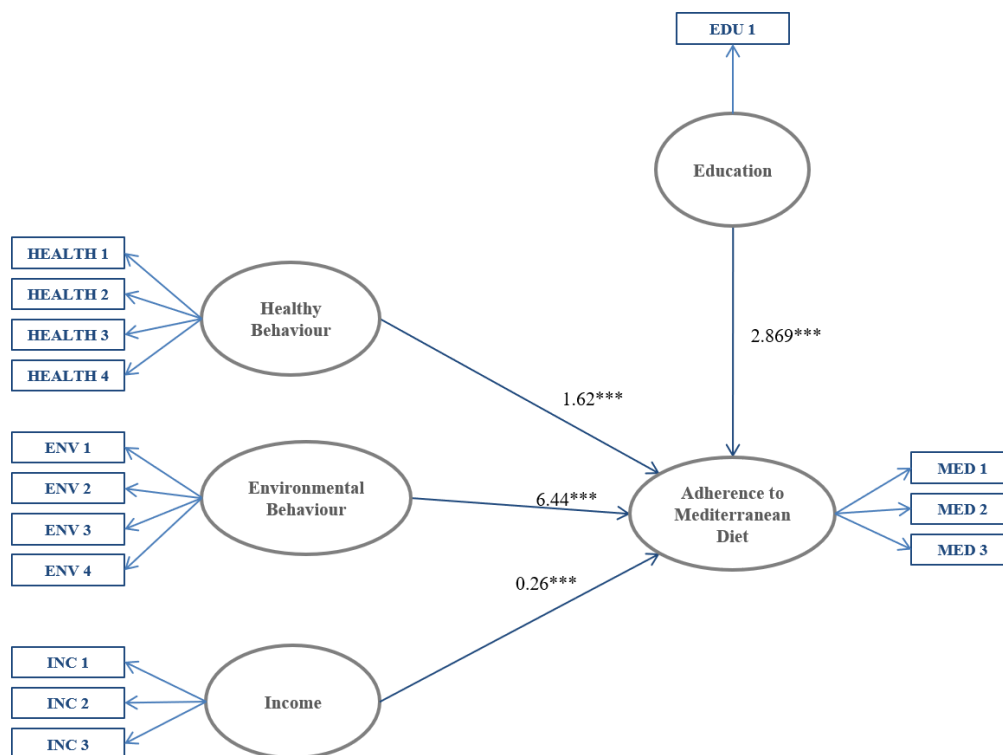 EDU 1
Education
2.869***
HEALTH 1
HEALTH 2
HEALTH 3
HEALTH 4
Healthy
Behaviour
1.62***
ENV 1
ENV 2
ENV 3
ENV 4
Environmental
Behaviour
6.44***
Adherence to
Mediterranean
Diet
MED 1
MED 2
MED 3
0.26***
INC 1
INC 2
INC 3
Income